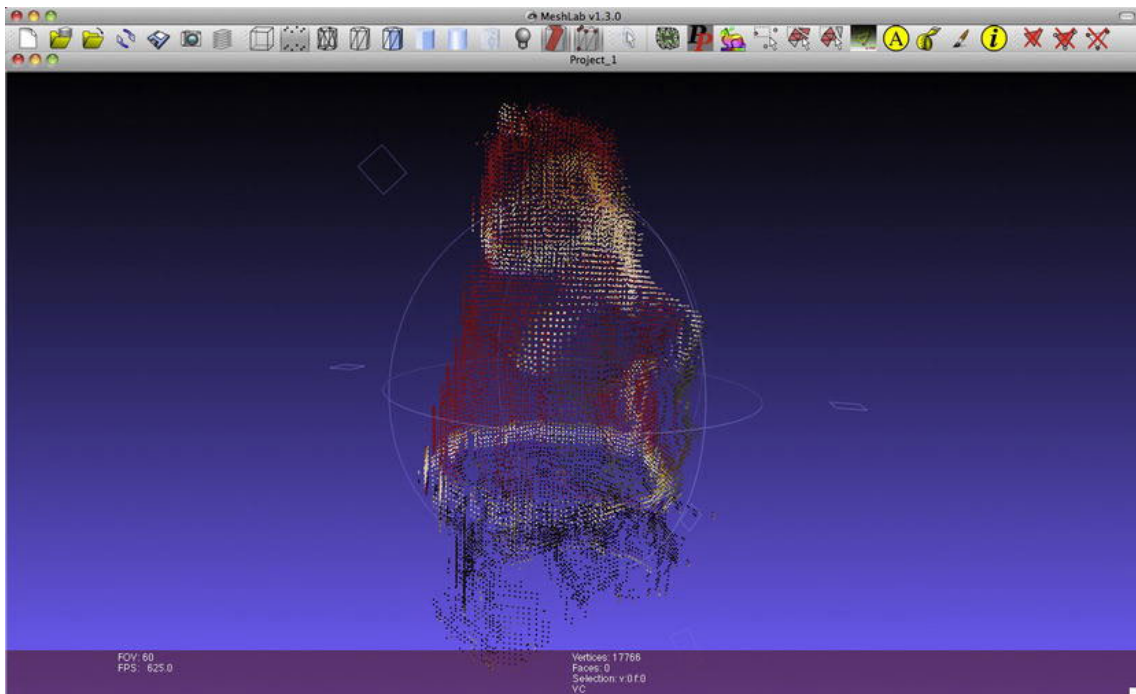 MeshLab v1.3.0
A
i
Project_1
FOV: 60
FPS: 625.0
Vertices: 17766
Faces: 0
Selection: v:0 f:0
VC